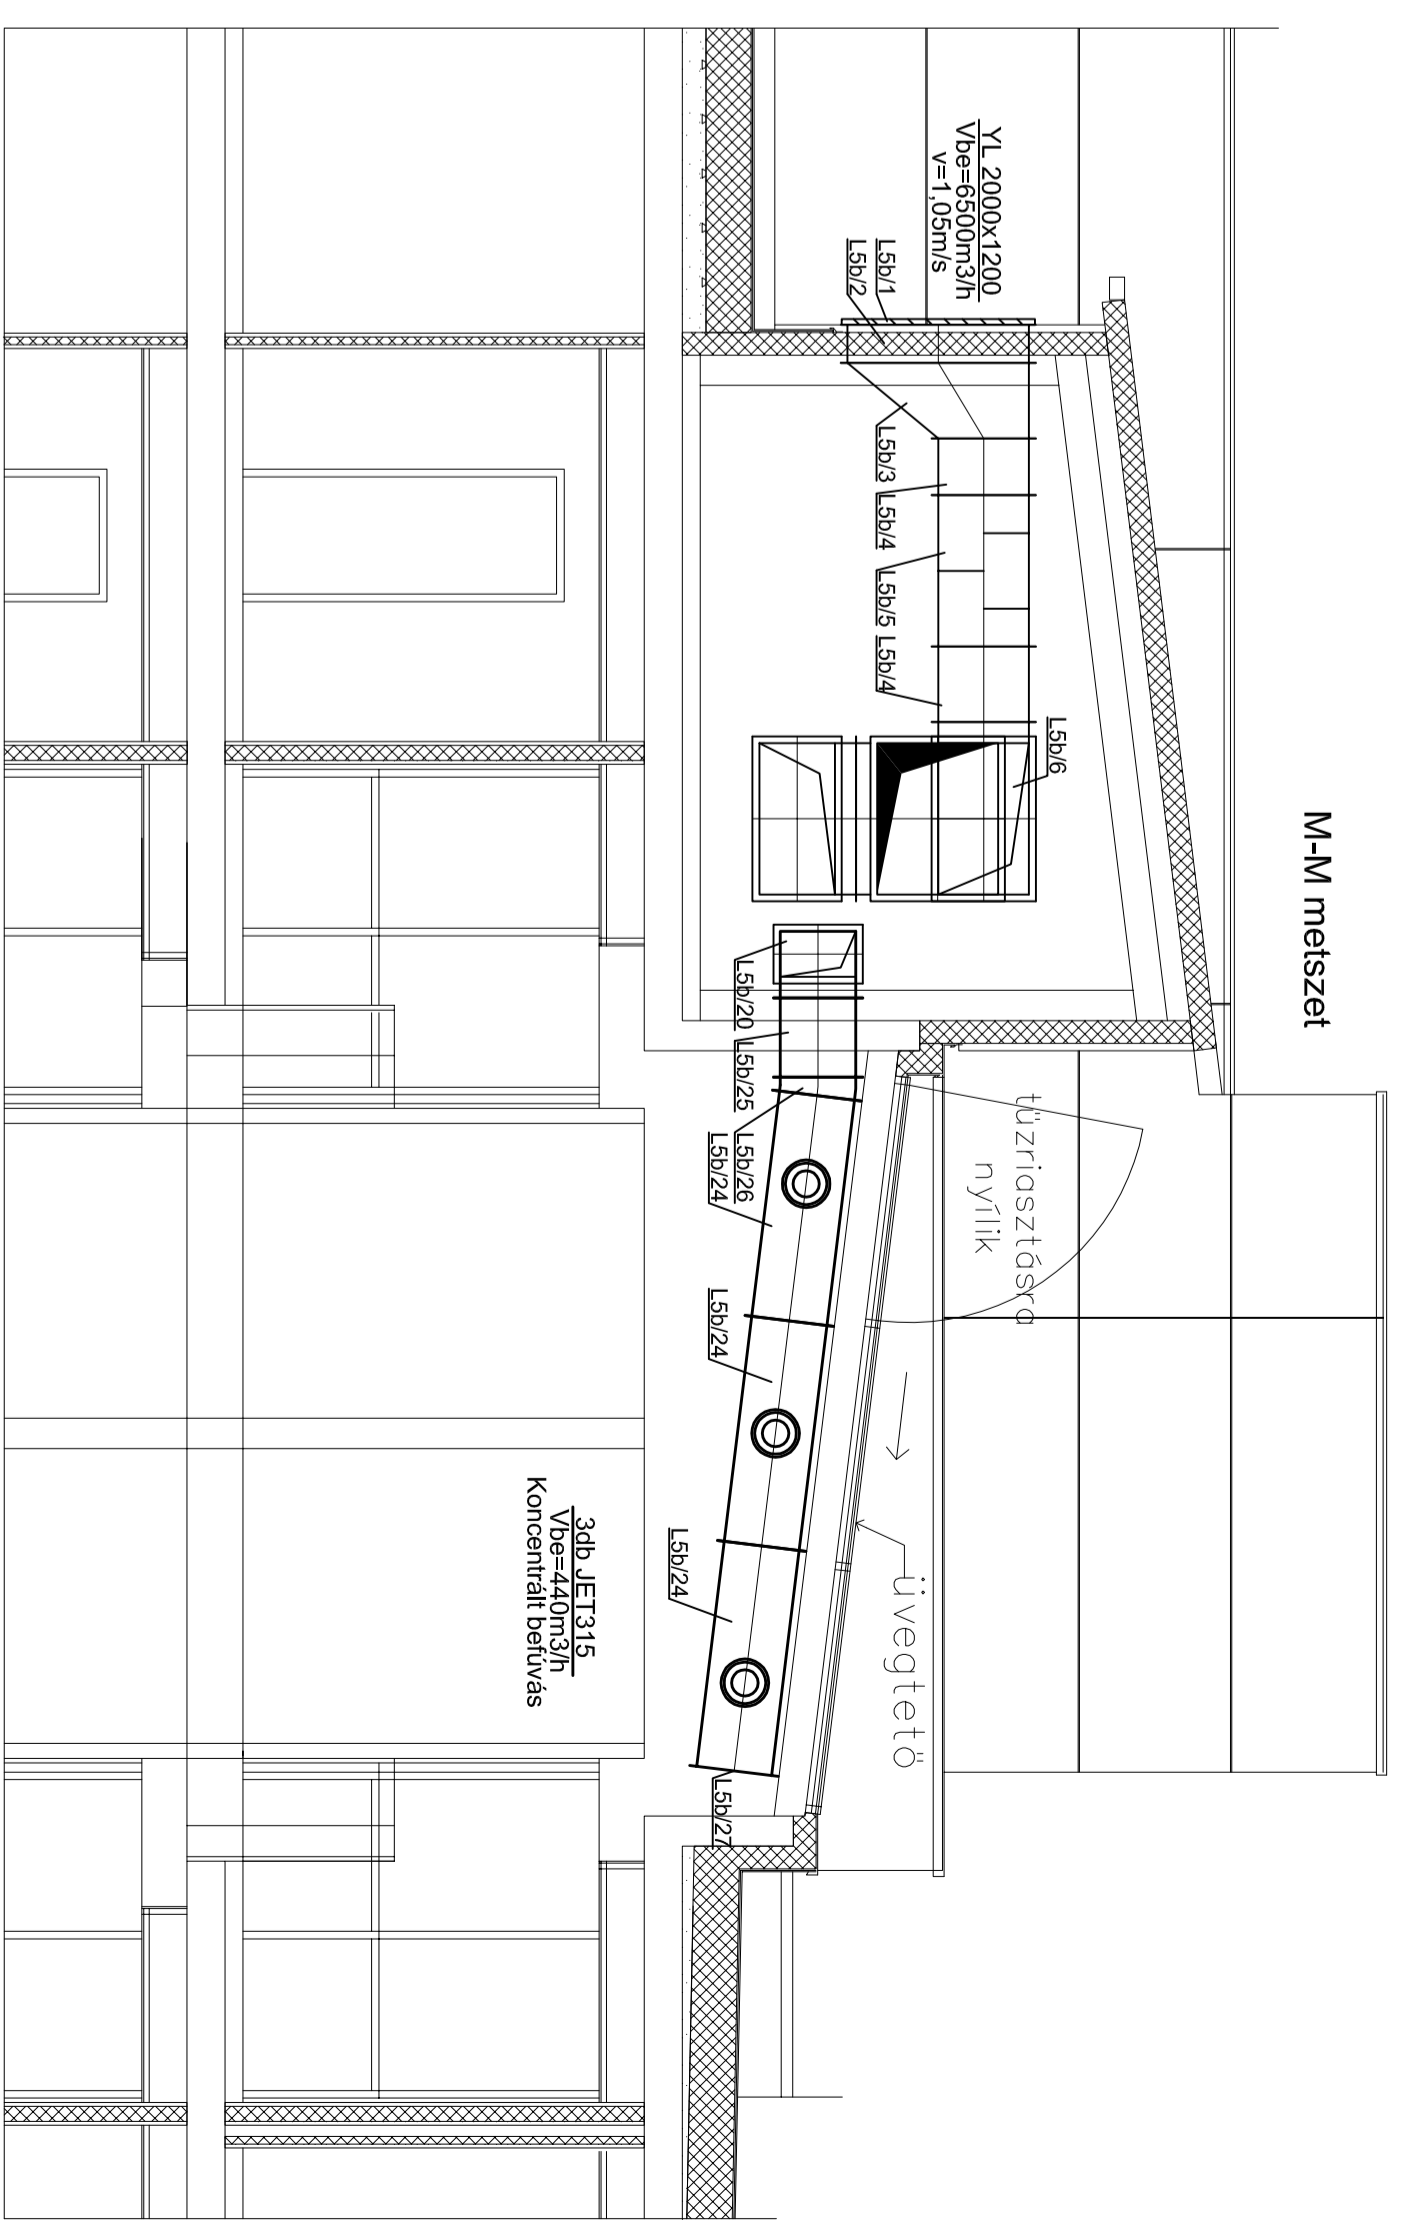 M-M metszet
YL 2000x1200
Vbe=6500m3/h
v=1,05m/s
L5b/1
L5b/2
L5b/3
L5b/4
L5b/5
L5b/4
L5b/6
L5b/20
L5b/25
L5b/26
L5b/24
L5b/24
L5b/24
L5b/27
tűzriasztásra
nyílik
üvegtető
3db JET315
Vbe=440m3/h
Koncentrált befúvás